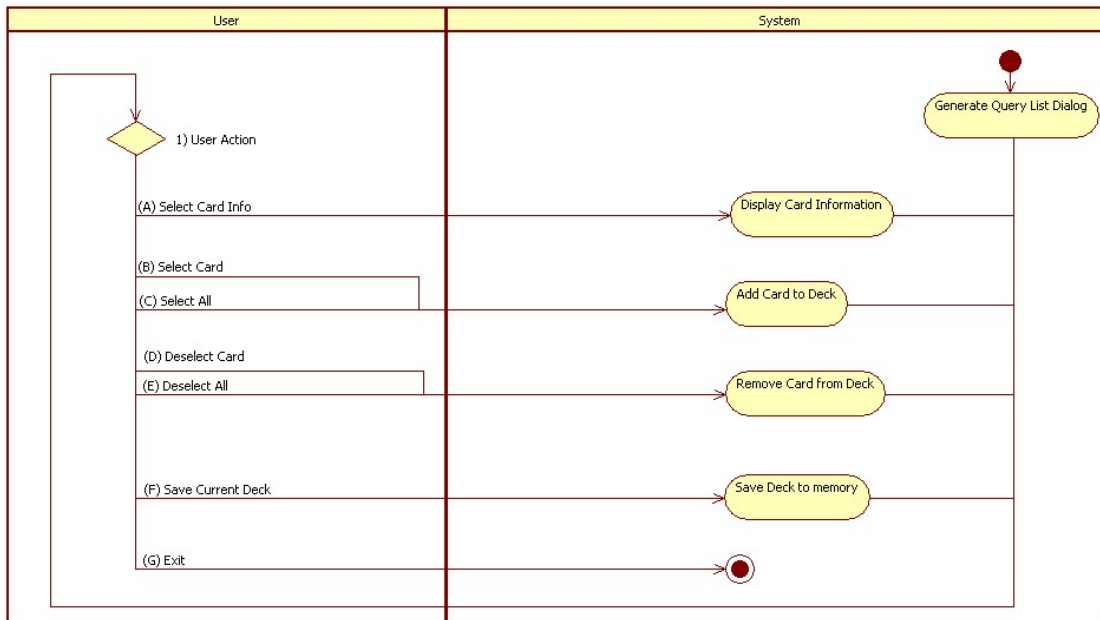 User
System
Generate Query List Dialog
1) User Action
(A) Select Card Info
Display Card Information
(B) Select Card
(C) Select All
Add Card to Deck
(D) Deselect Card
(E) Deselect All
Remove Card from Deck
(F) Save Current Deck
Save Deck to memory
(G) Exit